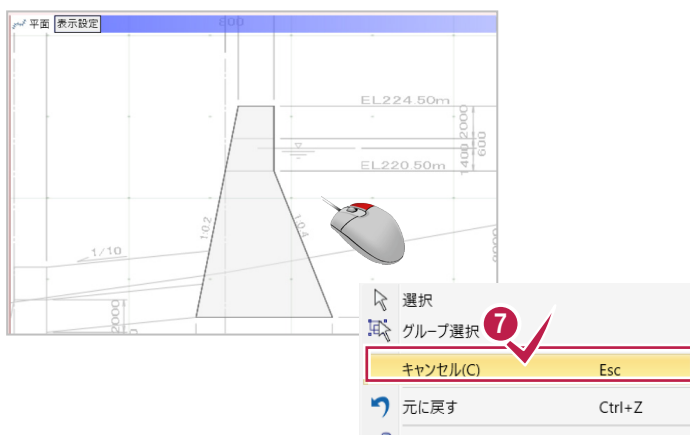 平面 表示設定
800
EL224.50m
2000
600
1400
EL220.50m
1:0.2
1:0.4
1/10
2000
選択
グループ選択
7
キャンセル(C) Esc
元に戻す Ctrl+Z